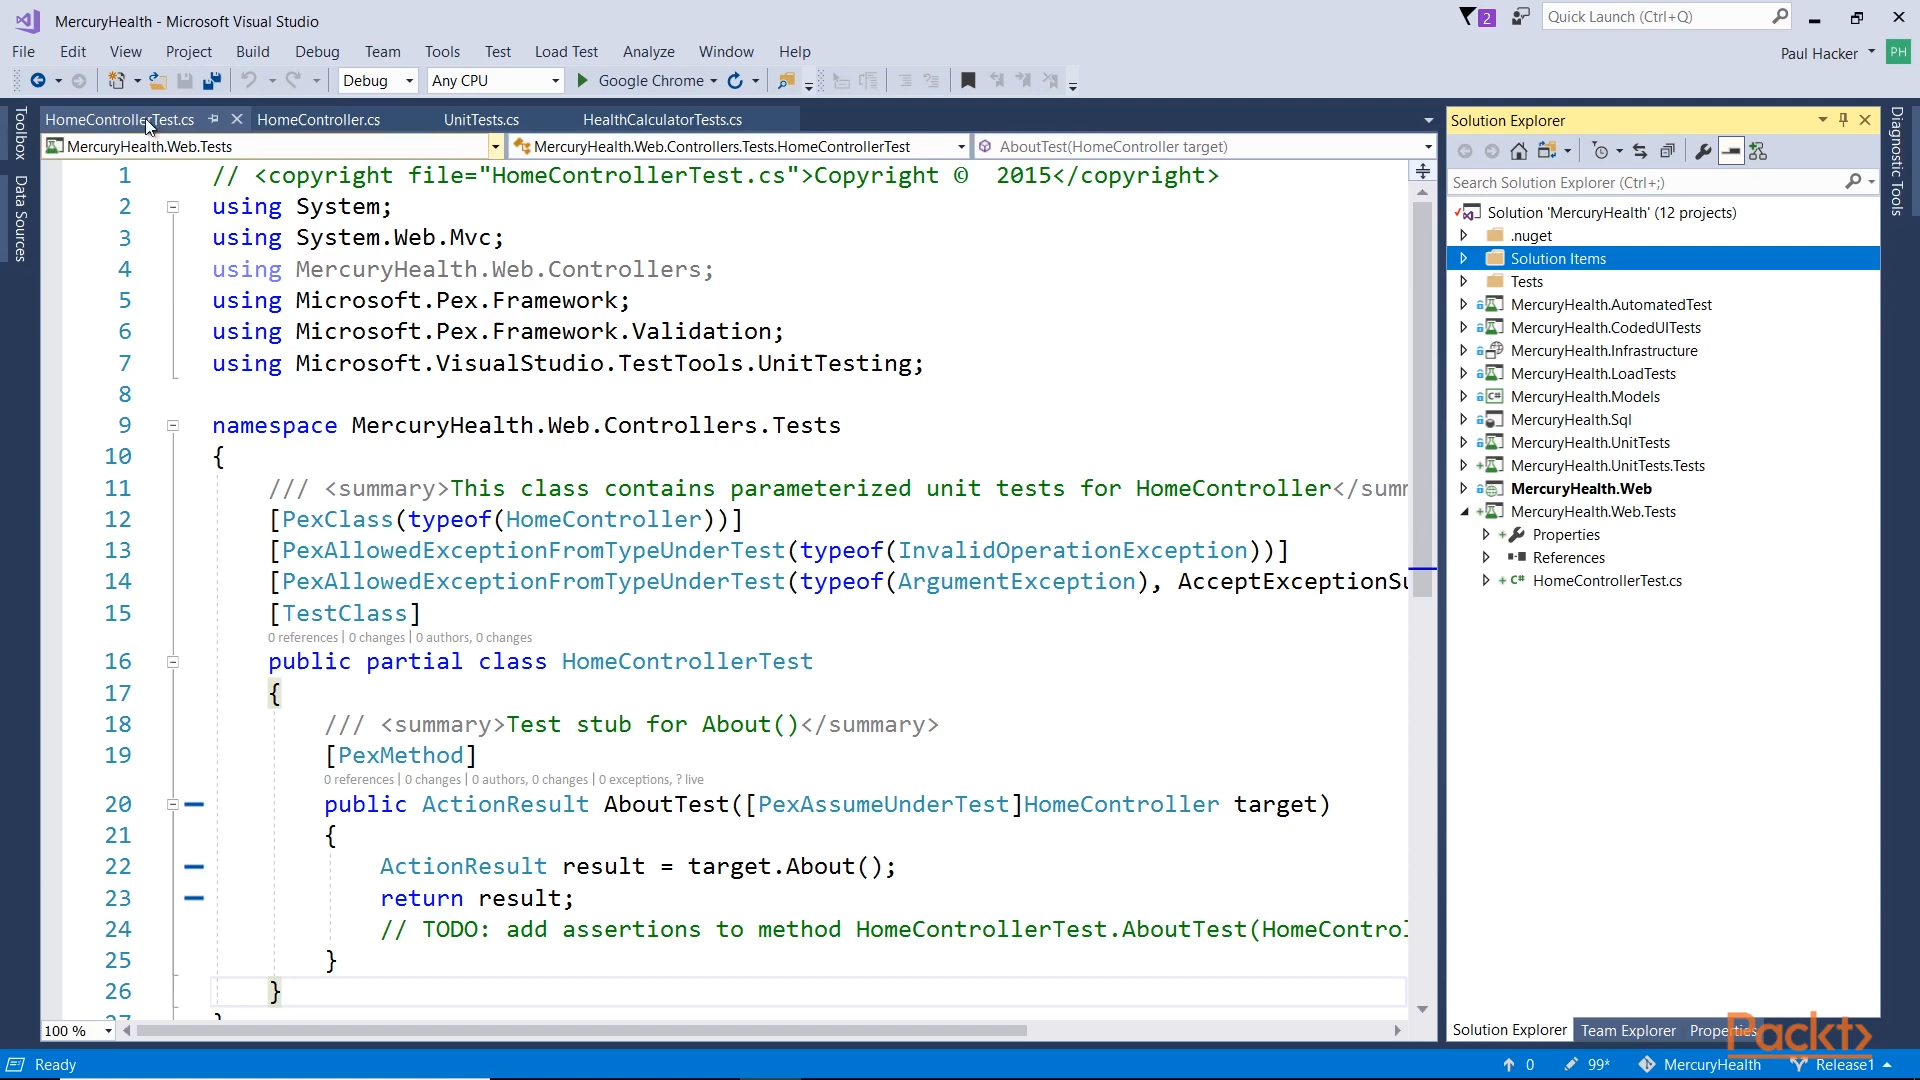 MercuryHealth - Microsoft Visual Studio
2
Quick Launch (Ctrl+Q)
File Edit View Project Build Debug Team Tools Test Load Test Analyze Window Help
Paul Hacker PH
Debug Any CPU Google Chrome
Toolbox
Data Sources
HomeControllerTest.cs HomeController.cs UnitTests.cs HealthCalculatorTests.cs
MercuryHealth.Web.Tests MercuryHealth.Web.Controllers.Tests.HomeControllerTest AboutTest(HomeController target)
1 // <copyright file="HomeControllerTest.cs">Copyright © 2015</copyright>
2 using System;
3 using System.Web.Mvc;
4 using MercuryHealth.Web.Controllers;
5 using Microsoft.Pex.Framework;
6 using Microsoft.Pex.Framework.Validation;
7 using Microsoft.VisualStudio.TestTools.UnitTesting;
8
9 namespace MercuryHealth.Web.Controllers.Tests
10 {
11 /// <summary>This class contains parameterized unit tests for HomeController</summ
12 [PexClass(typeof(HomeController))]
13 [PexAllowedExceptionFromTypeUnderTest(typeof(InvalidOperationException))]
14 [PexAllowedExceptionFromTypeUnderTest(typeof(ArgumentException), AcceptExceptionSu
15 [TestClass]
0 references | 0 changes | 0 authors, 0 changes
16 public partial class HomeControllerTest
17 {
18 /// <summary>Test stub for About()</summary>
19 [PexMethod]
0 references | 0 changes | 0 authors, 0 changes | 0 exceptions, ? live
20 public ActionResult AboutTest([PexAssumeUnderTest]HomeController target)
21 {
22 ActionResult result = target.About();
23 return result;
24 // TODO: add assertions to method HomeControllerTest.AboutTest(HomeControl
25 }
26 }
27 }
100 %
Solution Explorer
Search Solution Explorer (Ctrl+;)
Solution 'MercuryHealth' (12 projects)
.nuget
Solution Items
Tests
MercuryHealth.AutomatedTest
MercuryHealth.CodedUITests
MercuryHealth.Infrastructure
MercuryHealth.LoadTests
MercuryHealth.Models
MercuryHealth.Sql
MercuryHealth.UnitTests
MercuryHealth.UnitTests.Tests
MercuryHealth.Web
MercuryHealth.Web.Tests
Properties
References
HomeControllerTest.cs
Solution Explorer Team Explorer Properties
Diagnostic Tools
Packt>
Ready 0 99* MercuryHealth Release1